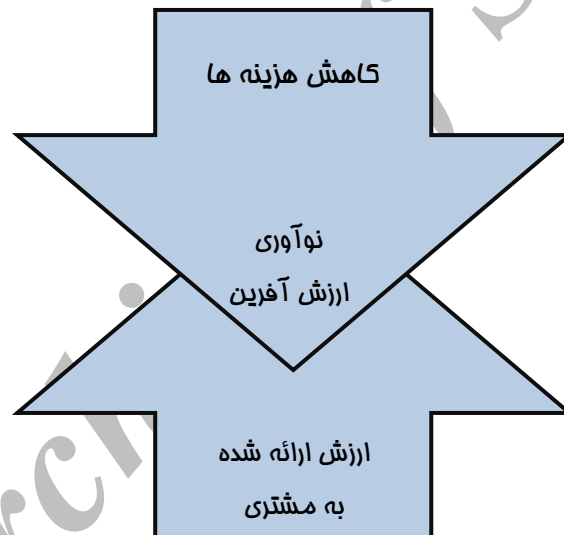 کاهش هزینه ها
نوآوری
ارزش آفرین
ارزش ارائه شده
به مشتری